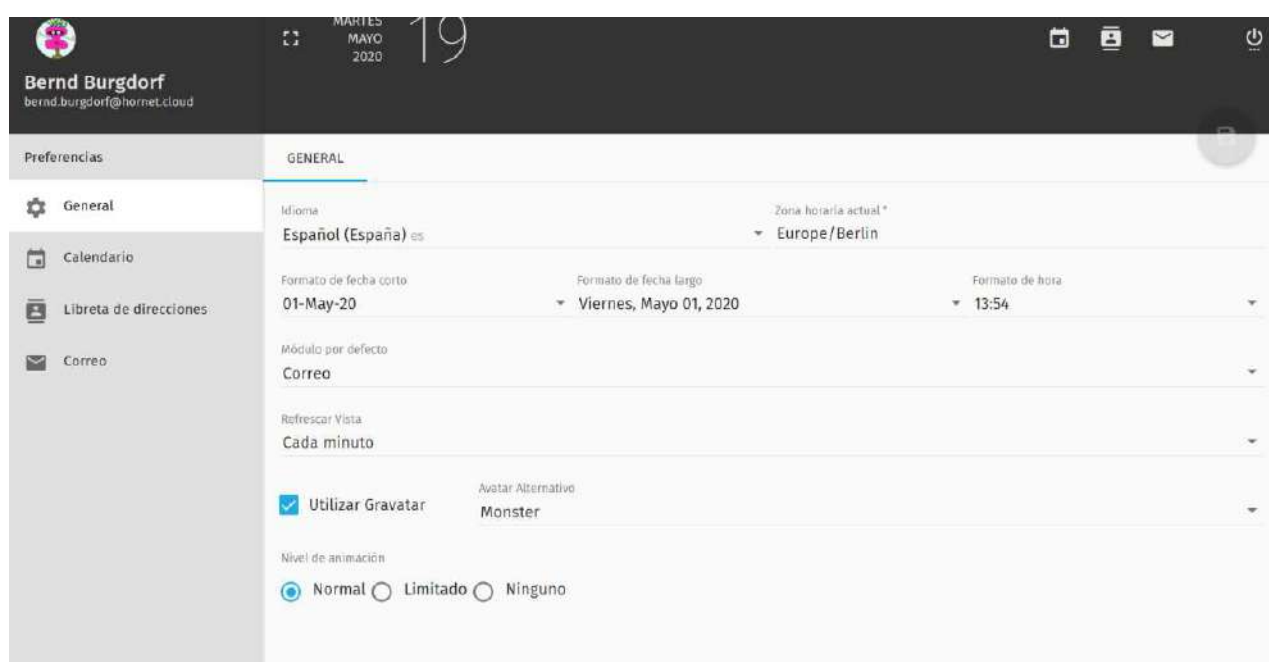 MARTES
MAYO
2020
19
Bernd Burgdorf
bernd.burgdorf@hornet.cloud
Preferencias
GENERAL
General
Calendario
Libreta de direcciones
Correo
Idioma
Zona horaria actual *
Español (España) es
Europe/Berlin
Formato de fecha corto
Formato de fecha largo
Formato de hora
01-May-20
Viernes, Mayo 01, 2020
13:54
Módulo por defecto
Correo
Refrescar Vista
Cada minuto
Utilizar Gravatar
Avatar Alternativo
Monster
Nivel de animación
Normal Limitado Ninguno